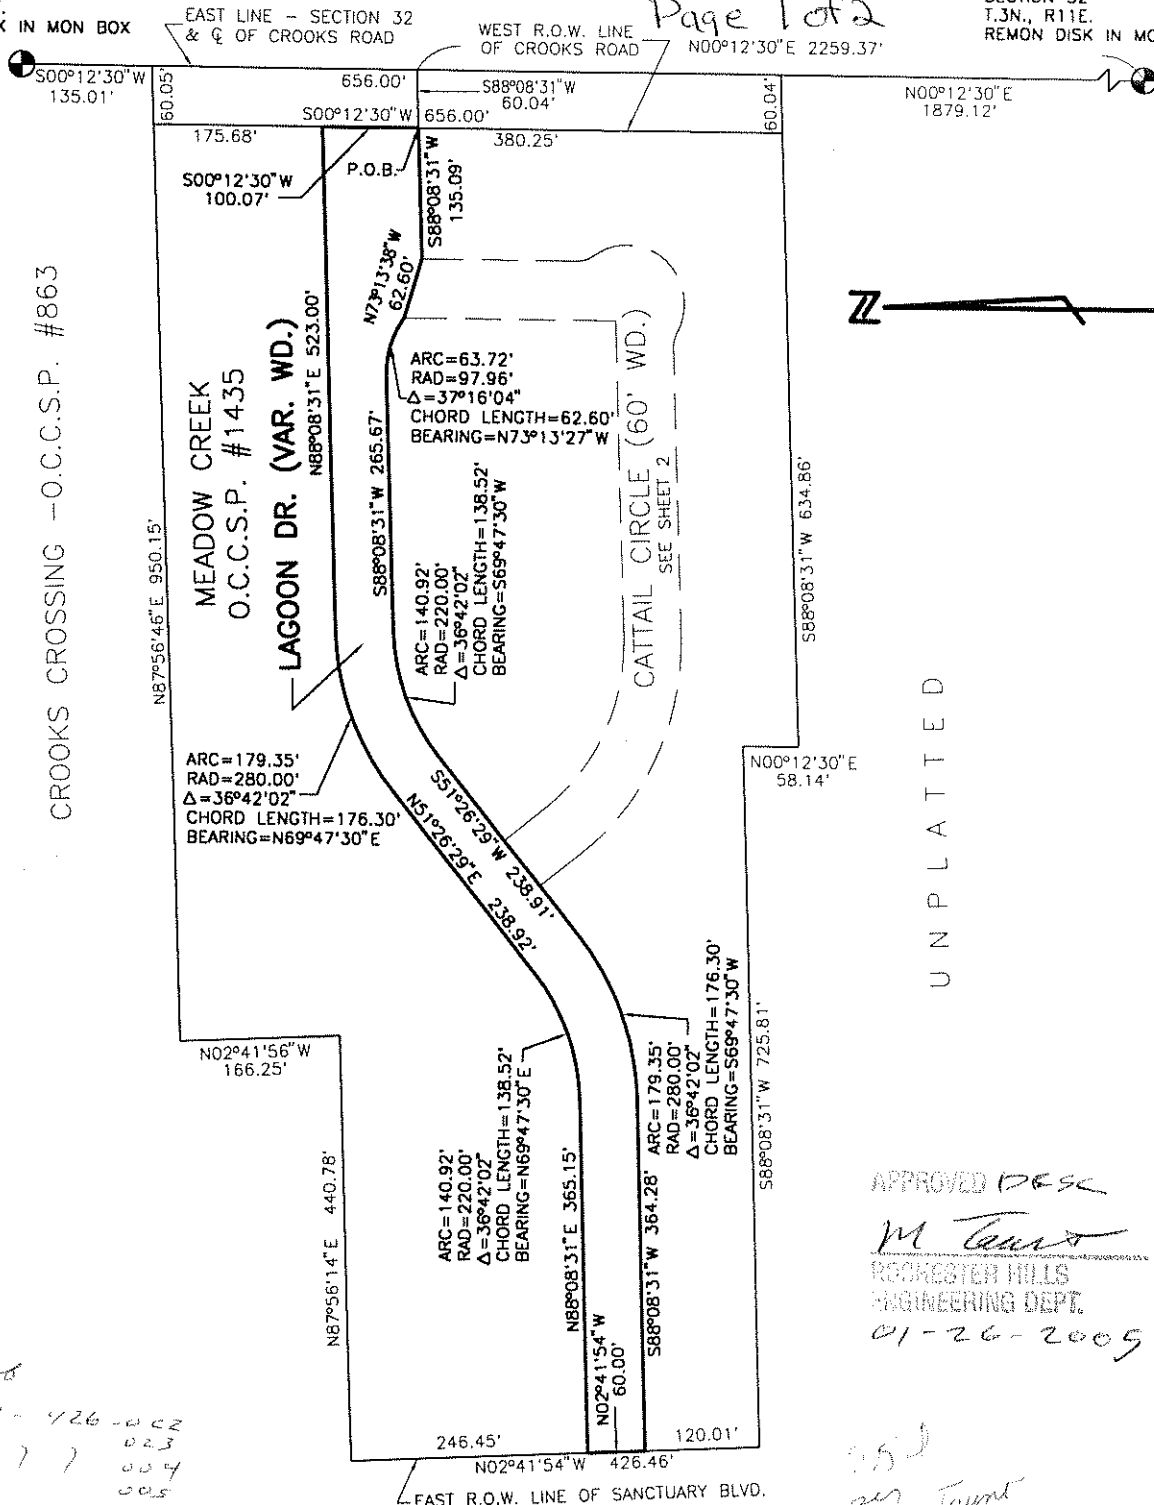 K IN MON BOX
EAST LINE - SECTION 32
& ℄ OF CROOKS ROAD
WEST R.O.W. LINE
OF CROOKS ROAD
Page 1 of 2
N00°12'30"E 2259.37'
SECTION 32
T.3N., R11E.
REMON DISK IN MO
S00°12'30"W
135.01'
60.05'
656.00'
S88°08'31"W
60.04'
60.04'
N00°12'30"E
1879.12'
S00°12'30"W
656.00'
175.68'
380.25'
P.O.B.
S00°12'30"W
100.07'
S88°08'31"W
135.09'
N73°13'38"W
62.60'
CROOKS CROSSING -O.C.C.S.P. #863
N87°56'46"E 950.15'
MEADOW CREEK
O.C.C.S.P. #1435
LAGOON DR. (VAR. WD.)
N88°08'31"E 523.00'
ARC=63.72'
RAD=97.96'
Δ=37°16'04"
CHORD LENGTH=62.60'
BEARING=N73°13'27"W
S88°08'31"W 265.67'
ARC=140.92'
RAD=220.00'
Δ=36°42'02"
CHORD LENGTH=138.52'
BEARING=S69°47'30"W
CATTAIL CIRCLE (60' WD.)
SEE SHEET 2
S88°08'31"W 634.86'
Z
ARC=179.35'
RAD=280.00'
Δ=36°42'02"
CHORD LENGTH=176.30'
BEARING=N69°47'30"E
N00°12'30"E
58.14'
UNPLATTED
S51°26'29"W 238.91'
N51°26'29"E 238.92'
N02°41'56"W
166.25'
ARC=140.92'
RAD=220.00'
Δ=36°42'02"
CHORD LENGTH=138.52'
BEARING=N69°47'30"E
ARC=179.35'
RAD=280.00'
Δ=36°42'02"
CHORD LENGTH=176.30'
BEARING=S69°47'30"W
S88°08'31"W 725.81'
N87°56'14"E 440.78'
N88°08'31"E 365.15'
S88°08'31"W 364.28'
N02°41'54"W
60.00'
APPROVED DESC
M Taunt
ROCHESTER HILLS
ENGINEERING DEPT.
01-26-2005
- 426-002
023
004
005
246.45'
120.01'
N02°41'54"W 426.46'
EAST R.O.W. LINE OF SANCTUARY BLVD.
Taunt